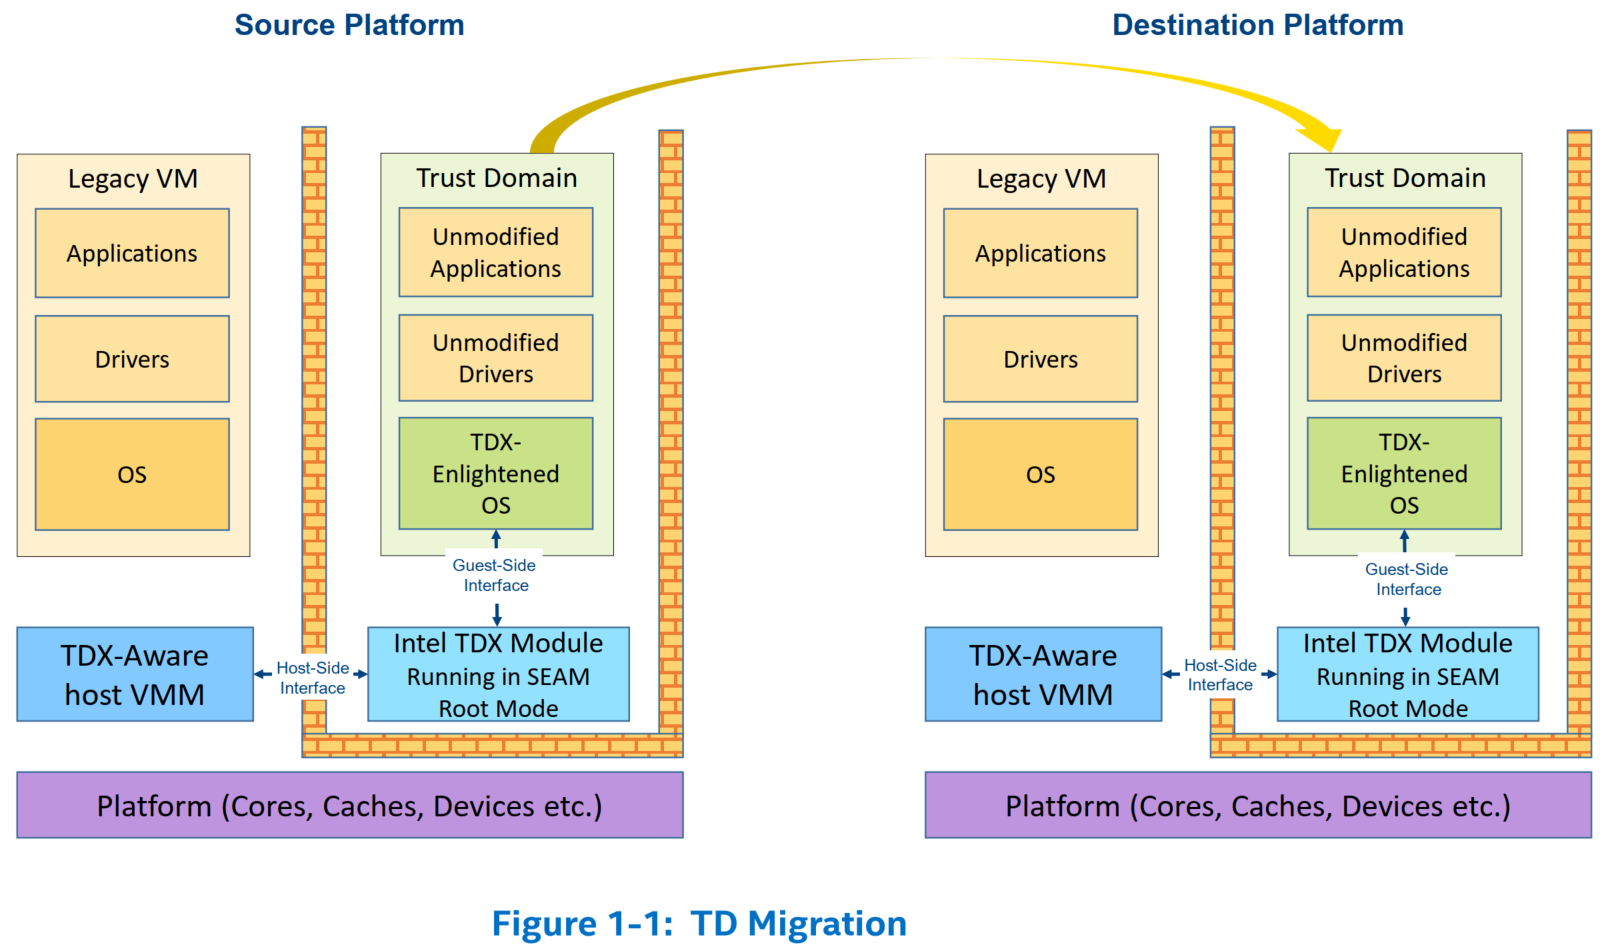 Source Platform
Destination Platform
Legacy VM
Applications
Drivers
OS
Trust Domain
Unmodified
Applications
Unmodified
Drivers
TDX-
Enlightened
OS
Guest-Side
Interface
TDX-Aware
host VMM
Host-Side
Interface
Intel TDX Module
Running in SEAM
Root Mode
Platform (Cores, Caches, Devices etc.)
Legacy VM
Applications
Drivers
OS
Trust Domain
Unmodified
Applications
Unmodified
Drivers
TDX-
Enlightened
OS
Guest-Side
Interface
TDX-Aware
host VMM
Host-Side
Interface
Intel TDX Module
Running in SEAM
Root Mode
Platform (Cores, Caches, Devices etc.)
Figure 1-1: TD Migration